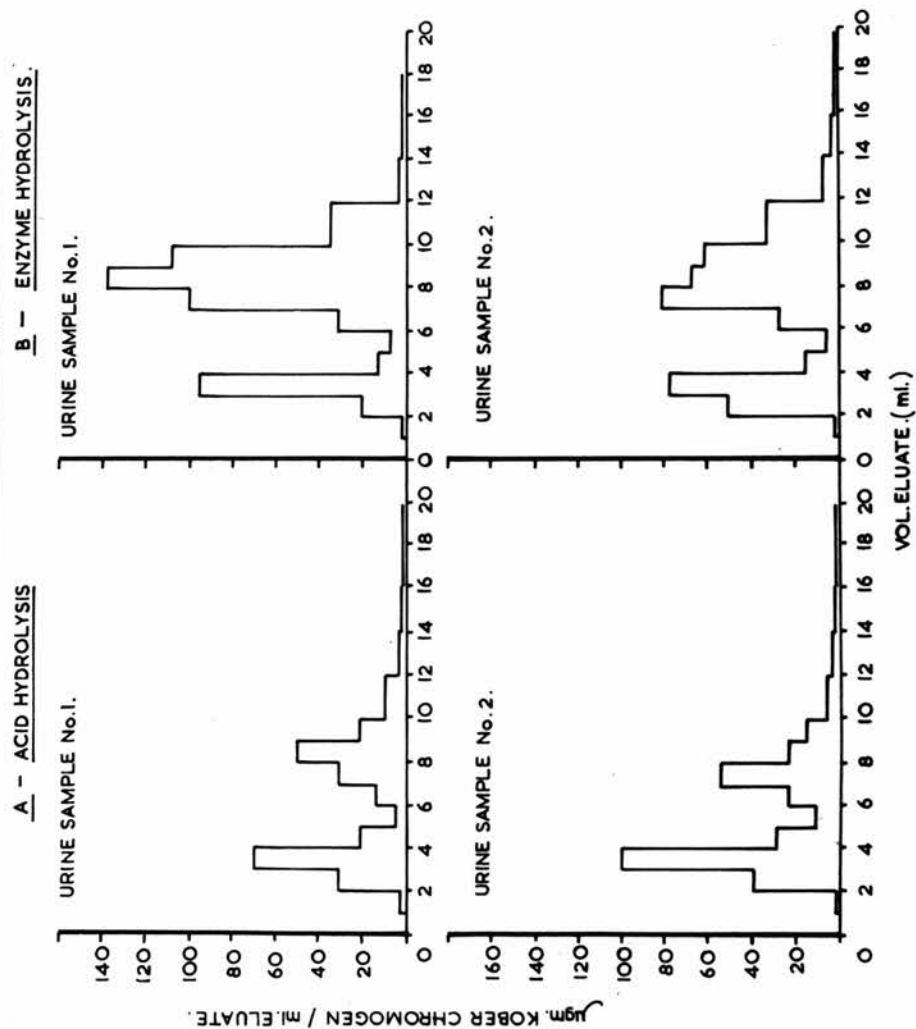 A — ACID HYDROLYSIS
B — ENZYME HYDROLYSIS.
URINE SAMPLE No.1.
URINE SAMPLE No.1.
140
120
100
80
60
40
20
0 2 4 6 8 10 12 14 16 18 20
0 2 4 6 8 10 12 14 16 18 20
URINE SAMPLE No.2.
URINE SAMPLE No.2.
160
140
120
100
80
60
40
20
0 2 4 6 8 10 12 14 16 18 20
0 2 4 6 8 10 12 14 16 18 20
µgm. KOBER CHROMOGEN / ml. ELUATE.
VOL. ELUATE. (ml.)